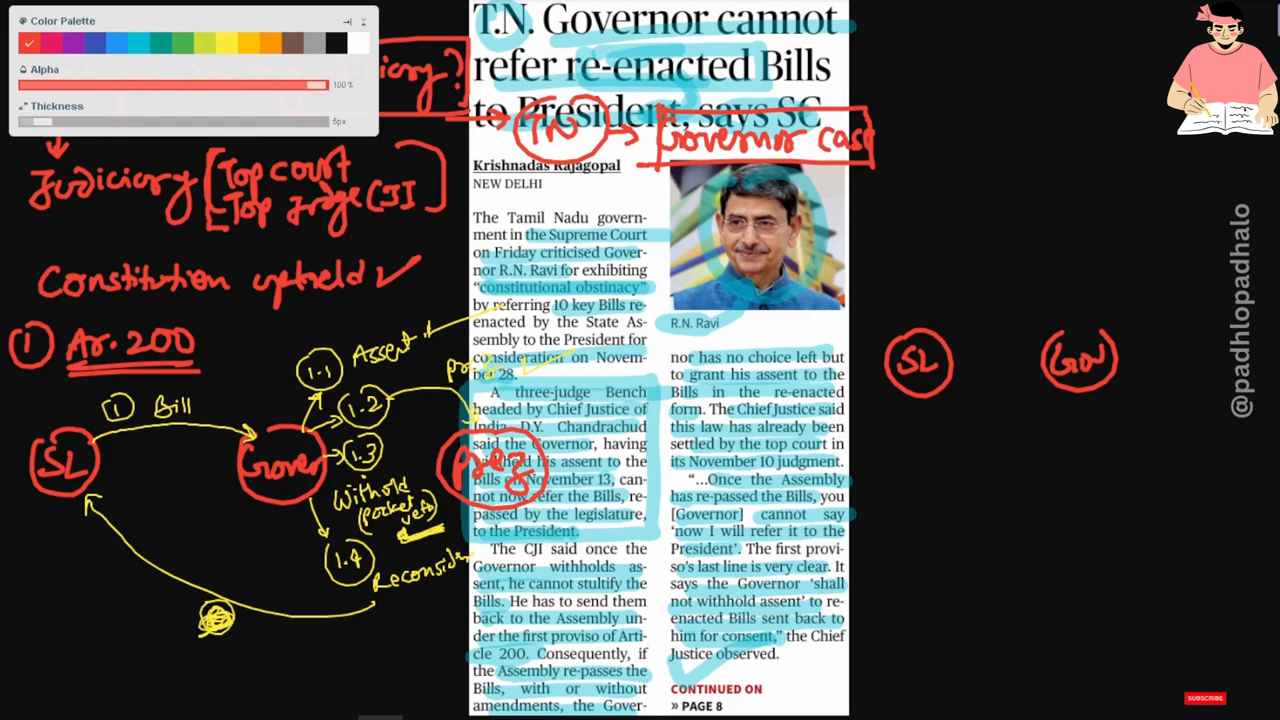 Color Palette
Alpha
100 %
Thickness
5px
iciary?
Judiciary [Top court
Top Judge CJI]
Constitution upheld ✓
① Ar. 200
① Bill
SL
Gover
1.1 Assent
1.2
1.3
Withold
(pocket
veto)
1.4
Reconsider
Prez
TN → Governor case
T.N. Governor cannot
refer re-enacted Bills
to President, says SC
Krishnadas Rajagopal
NEW DELHI
The Tamil Nadu govern-
ment in the Supreme Court
on Friday criticised Gover-
nor R.N. Ravi for exhibiting
“constitutional obstinacy”
by referring 10 key Bills re-
enacted by the State As-
sembly to the President for
consideration on Novem-
ber 28.
A three-judge Bench
headed by Chief Justice of
India D.Y. Chandrachud
said the Governor, having
withheld his assent to the
Bills on November 13, can-
not now refer the Bills, re-
passed by the legislature,
to the President.
The CJI said once the
Governor withholds as-
sent, he cannot stultify the
Bills. He has to send them
back to the Assembly un-
der the first proviso of Arti-
cle 200. Consequently, if
the Assembly re-passes the
Bills, with or without
amendments, the Gover-
R.N. Ravi
nor has no choice left but
to grant his assent to the
Bills in the re-enacted
form. The Chief Justice said
this law has already been
settled by the top court in
its November 10 judgment.
“...Once the Assembly
has re-passed the Bills, you
[Governor] cannot say
‘now I will refer it to the
President’. The first provi-
so’s last line is very clear. It
says the Governor ‘shall
not withhold assent’ to re-
enacted Bills sent back to
him for consent,” the Chief
Justice observed.
CONTINUED ON
» PAGE 8
SL
Gov
@padhlopadhalo
SUBSCRIBE